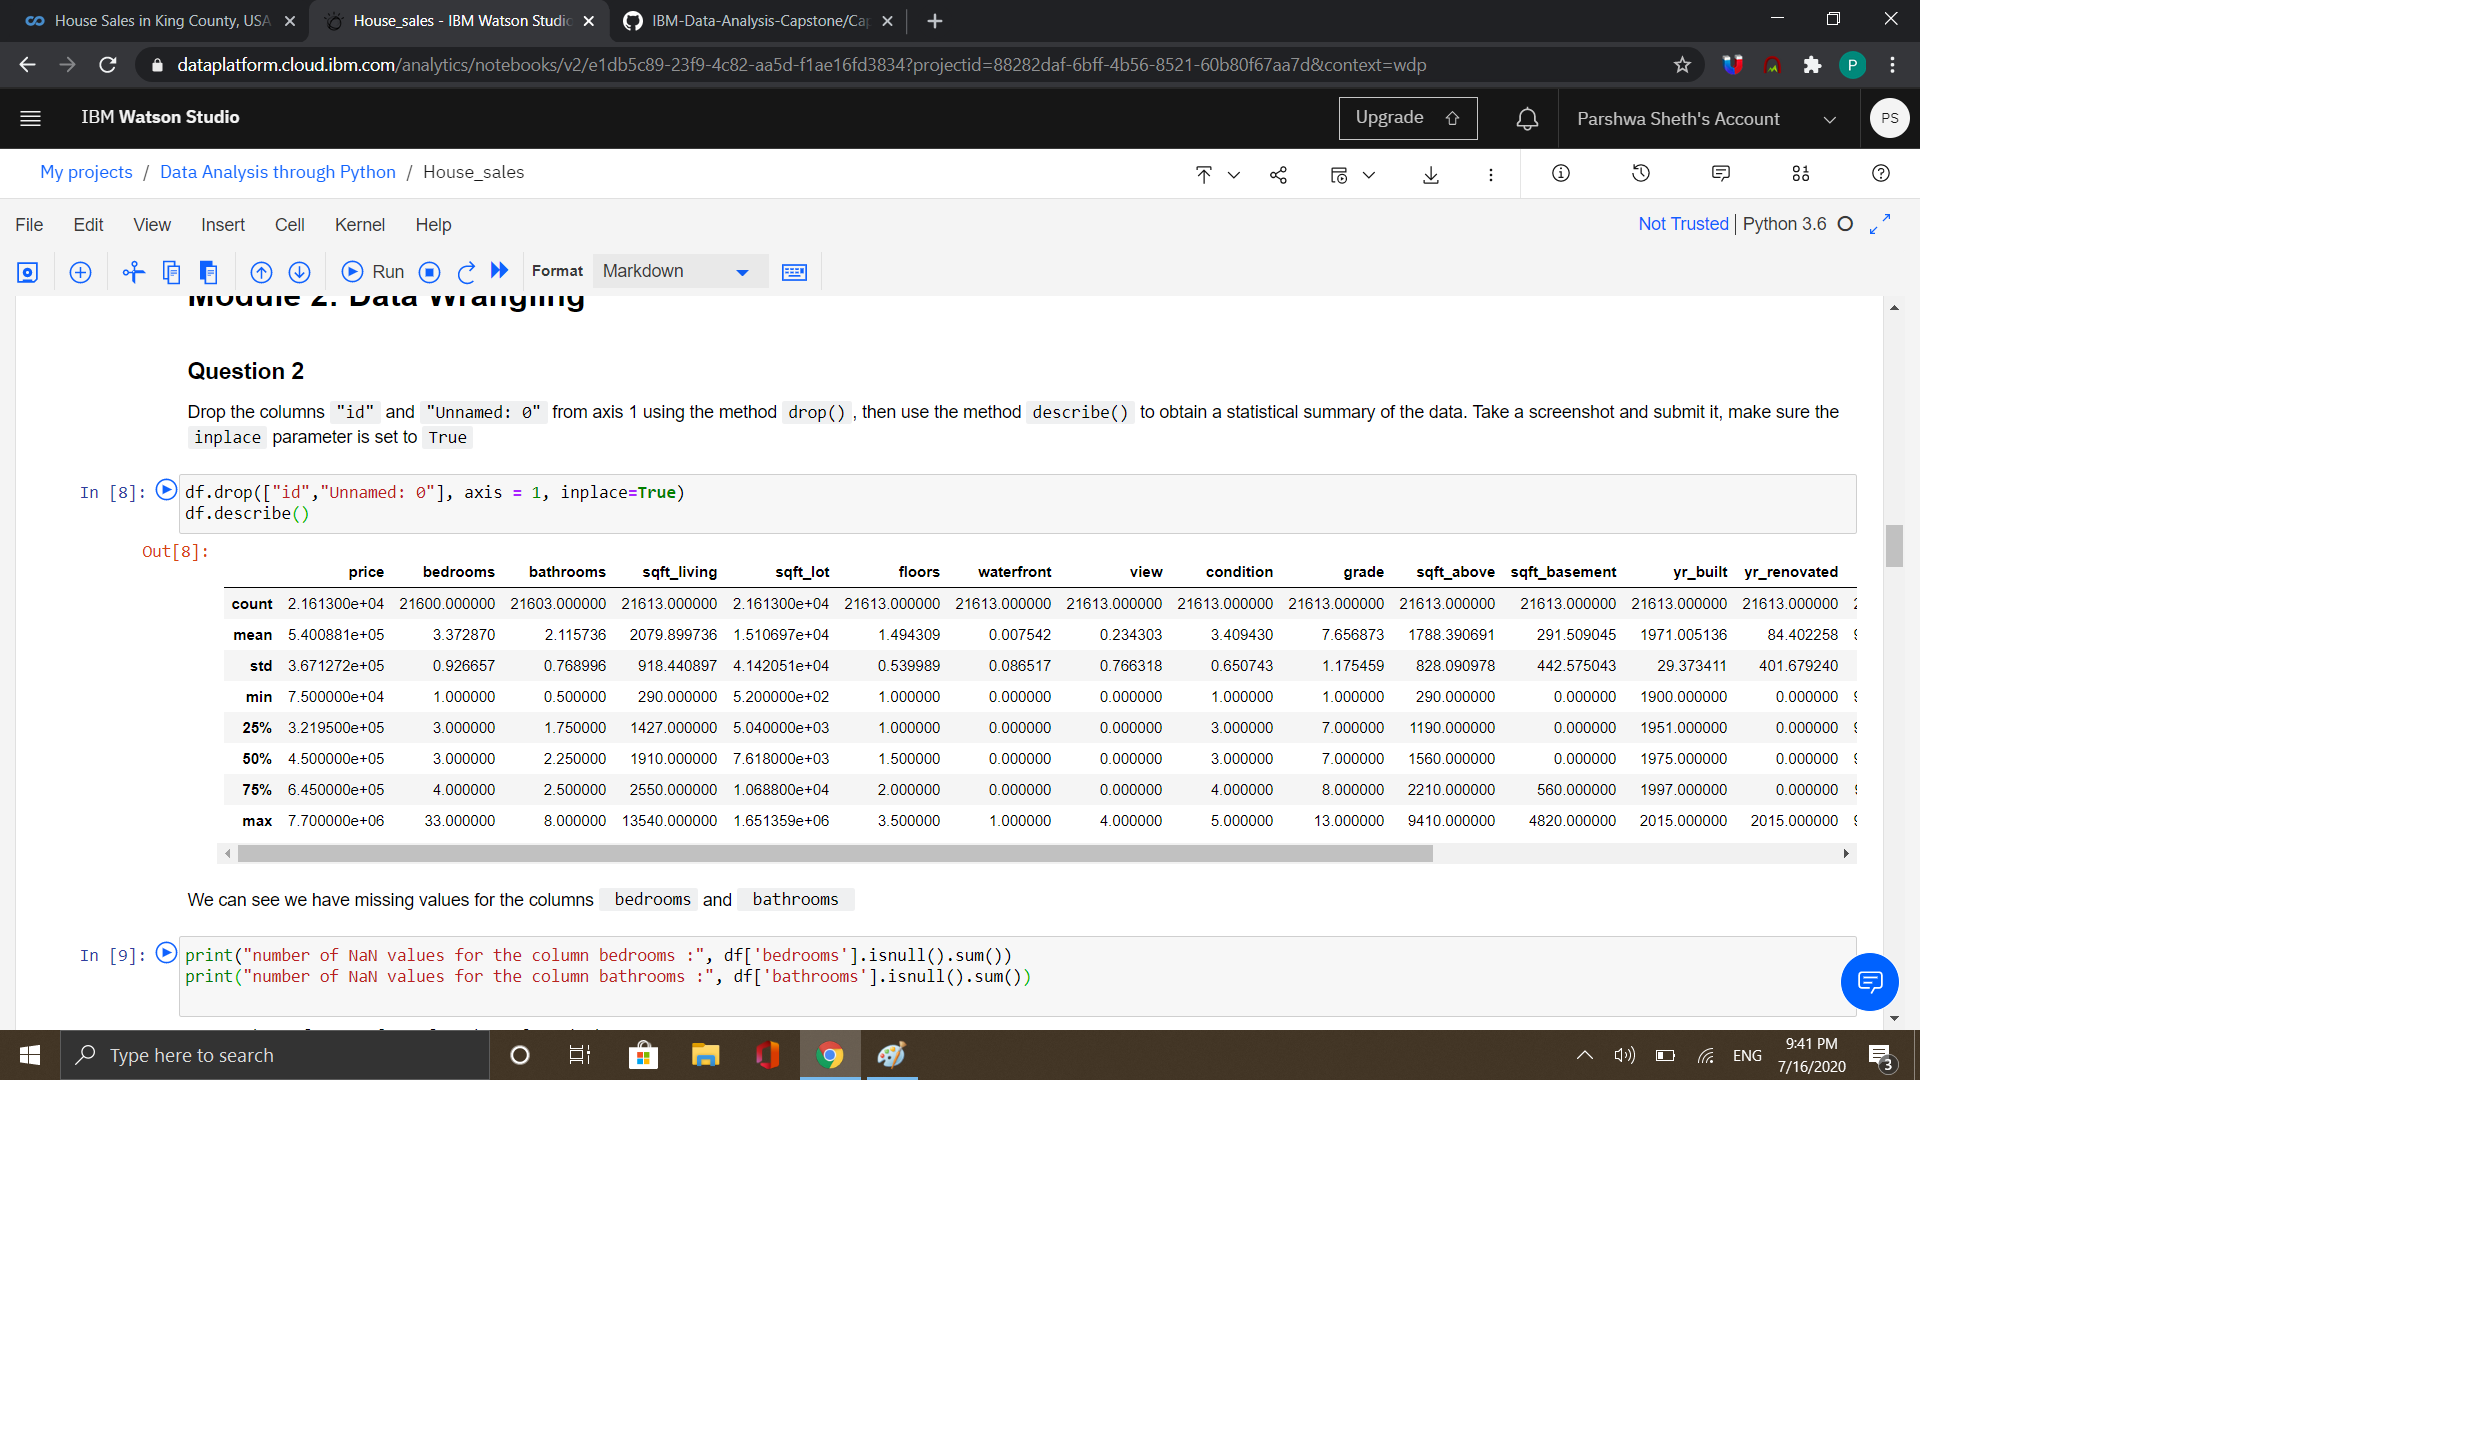 House Sales in King County, USA
House_sales - IBM Watson Studio
IBM-Data-Analysis-Capstone/Cap
dataplatform.cloud.ibm.com/analytics/notebooks/v2/e1db5c89-23f9-4c82-aa5d-f1ae16fd3834?projectid=88282daf-6bff-4b56-8521-60b80f67aa7d&context=wdp
P
IBM Watson Studio
Upgrade
Parshwa Sheth's Account
PS
My projects / Data Analysis through Python / House_sales
File Edit View Insert Cell Kernel Help
Not Trusted | Python 3.6
Run
Format Markdown
Module 2: Data Wrangling
Question 2
Drop the columns "id" and "Unnamed: 0" from axis 1 using the method drop() , then use the method describe() to obtain a statistical summary of the data. Take a screenshot and submit it, make sure the
inplace parameter is set to True
In [8]: df.drop(["id","Unnamed: 0"], axis = 1, inplace=True)
df.describe()
Out[8]:
price bedrooms bathrooms sqft_living sqft_lot floors waterfront view condition grade sqft_above sqft_basement yr_built yr_renovated
count 2.161300e+04 21600.000000 21603.000000 21613.000000 2.161300e+04 21613.000000 21613.000000 21613.000000 21613.000000 21613.000000 21613.000000 21613.000000 21613.000000 21613.000000
mean 5.400881e+05 3.372870 2.115736 2079.899736 1.510697e+04 1.494309 0.007542 0.234303 3.409430 7.656873 1788.390691 291.509045 1971.005136 84.402258
std 3.671272e+05 0.926657 0.768996 918.440897 4.142051e+04 0.539989 0.086517 0.766318 0.650743 1.175459 828.090978 442.575043 29.373411 401.679240
min 7.500000e+04 1.000000 0.500000 290.000000 5.200000e+02 1.000000 0.000000 0.000000 1.000000 1.000000 290.000000 0.000000 1900.000000 0.000000
25% 3.219500e+05 3.000000 1.750000 1427.000000 5.040000e+03 1.000000 0.000000 0.000000 3.000000 7.000000 1190.000000 0.000000 1951.000000 0.000000
50% 4.500000e+05 3.000000 2.250000 1910.000000 7.618000e+03 1.500000 0.000000 0.000000 3.000000 7.000000 1560.000000 0.000000 1975.000000 0.000000
75% 6.450000e+05 4.000000 2.500000 2550.000000 1.068800e+04 2.000000 0.000000 0.000000 4.000000 8.000000 2210.000000 560.000000 1997.000000 0.000000
max 7.700000e+06 33.000000 8.000000 13540.000000 1.651359e+06 3.500000 1.000000 4.000000 5.000000 13.000000 9410.000000 4820.000000 2015.000000 2015.000000
We can see we have missing values for the columns bedrooms and bathrooms
In [9]: print("number of NaN values for the column bedrooms :", df['bedrooms'].isnull().sum())
print("number of NaN values for the column bathrooms :", df['bathrooms'].isnull().sum())
Type here to search
ENG
9:41 PM
7/16/2020
3